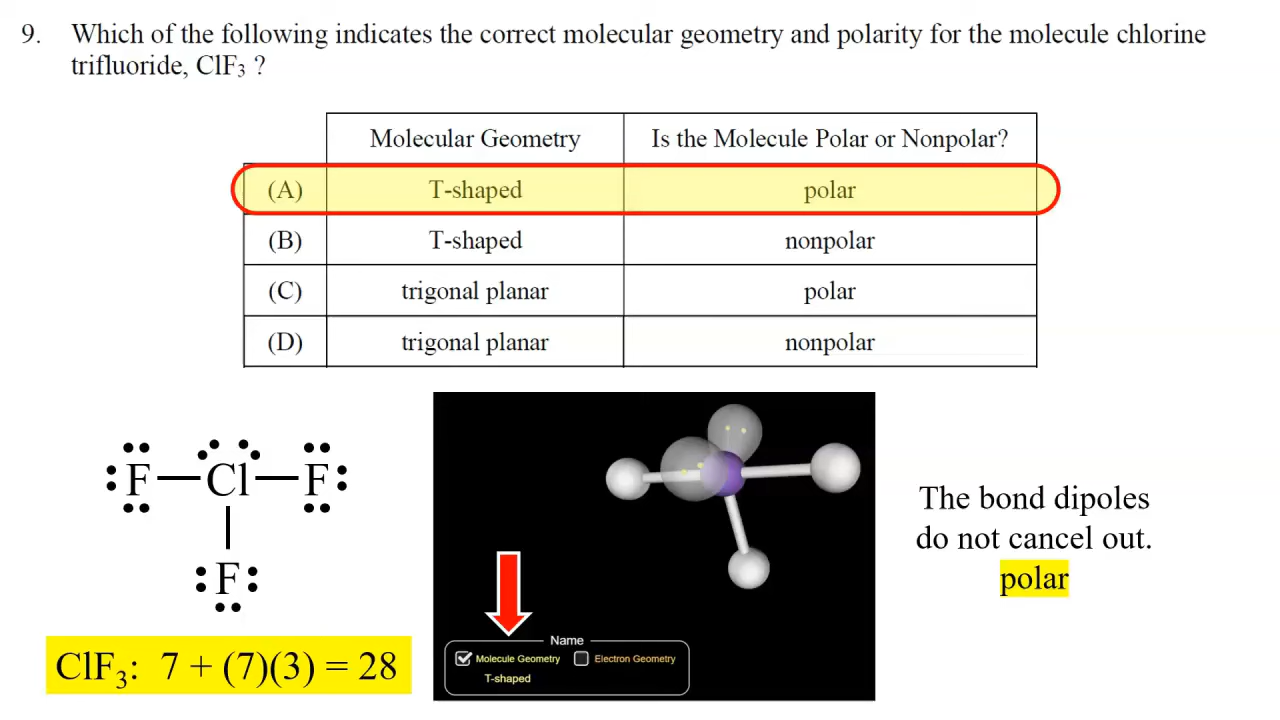 9. Which of the following indicates the correct molecular geometry and polarity for the molecule chlorine
trifluoride, ClF₃ ?
Molecular Geometry Is the Molecule Polar or Nonpolar?
(A) T-shaped polar
(B) T-shaped nonpolar
(C) trigonal planar polar
(D) trigonal planar nonpolar
F Cl F
F
ClF₃: 7 + (7)(3) = 28
Name
Molecule Geometry Electron Geometry
T-shaped
The bond dipoles
do not cancel out.
polar